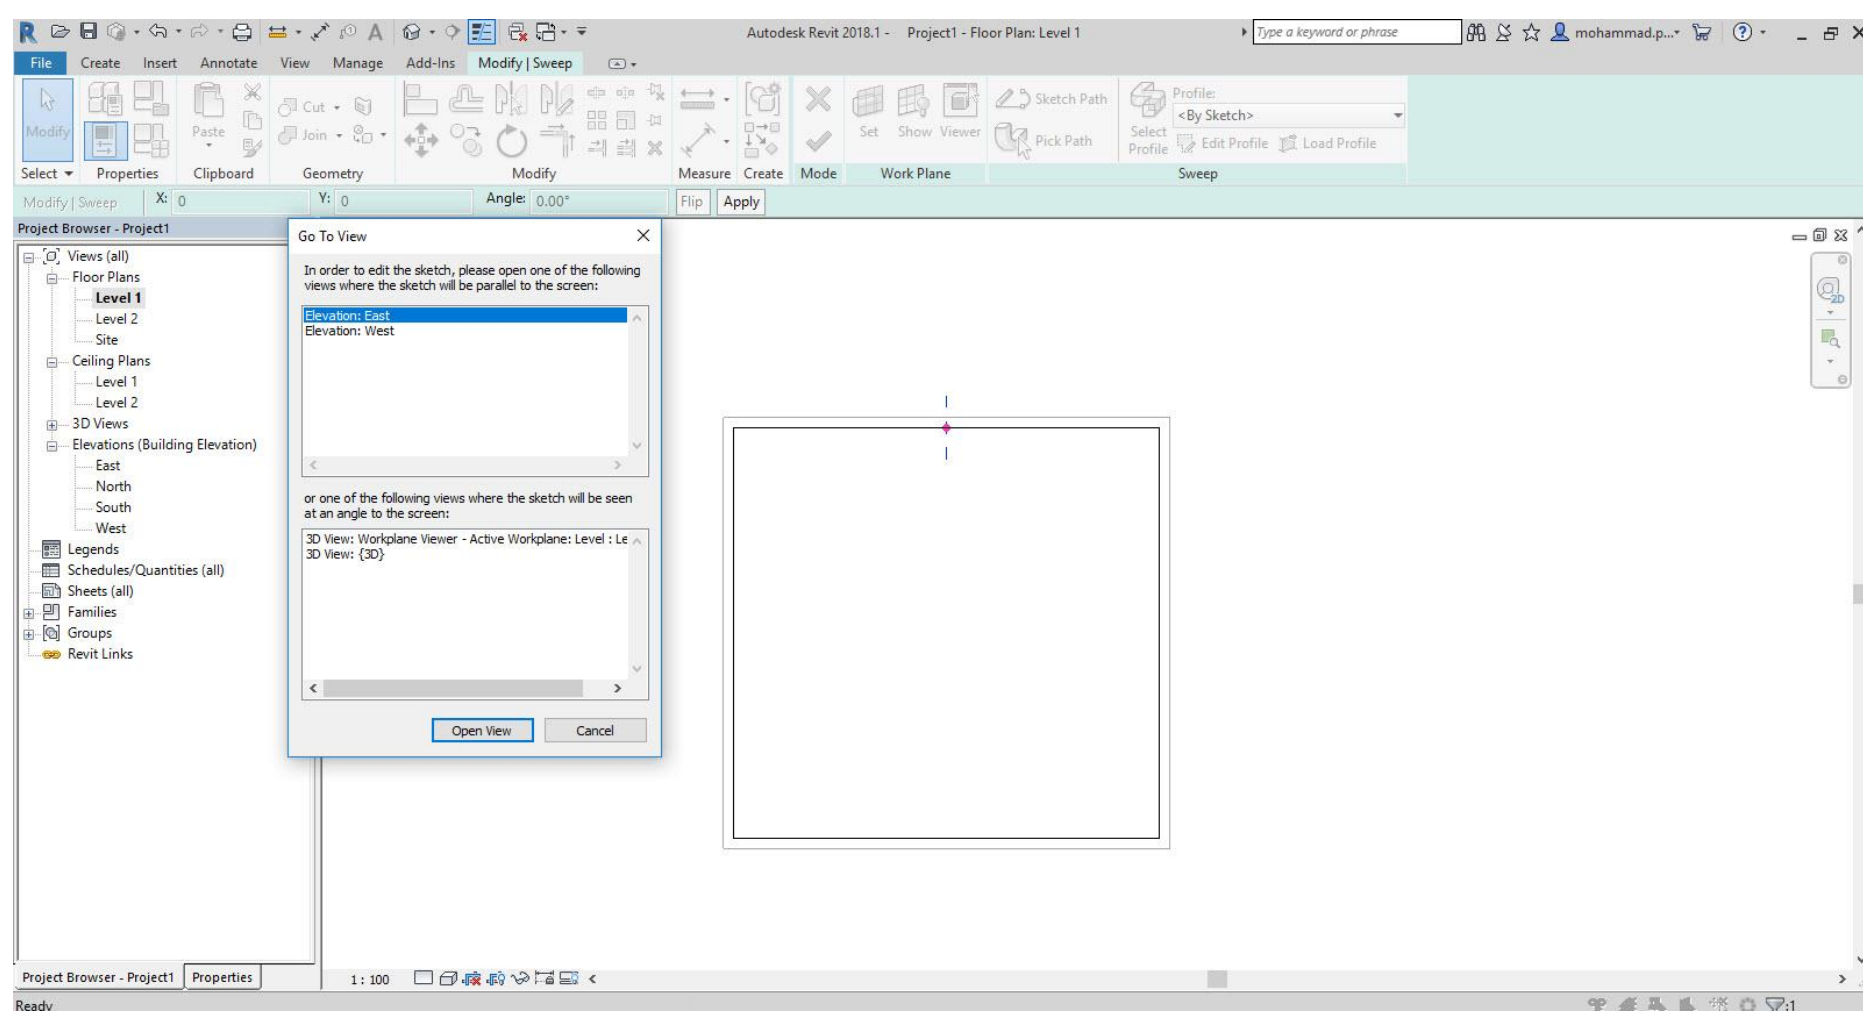 Autodesk Revit 2018.1 -    Project1 - Floor Plan: Level 1
Type a keyword or phrase
mohammad.p...
File Create Insert Annotate View Manage Add-Ins Modify | Sweep
Modify
Paste
Cut
Join
Set Show Viewer
Sketch Path
Pick Path
Select
Profile
Profile:
<By Sketch>
Edit Profile Load Profile
Select Properties Clipboard Geometry Modify Measure Create Mode Work Plane Sweep
Modify | Sweep X: 0 Y: 0 Angle: 0.00° Flip Apply
Project Browser - Project1
Views (all)
Floor Plans
Level 1
Level 2
Site
Ceiling Plans
Level 1
Level 2
3D Views
Elevations (Building Elevation)
East
North
South
West
Legends
Schedules/Quantities (all)
Sheets (all)
Families
Groups
Revit Links
Go To View
In order to edit the sketch, please open one of the following
views where the sketch will be parallel to the screen:
Elevation: East
Elevation: West
or one of the following views where the sketch will be seen
at an angle to the screen:
3D View: Workplane Viewer - Active Workplane: Level : Le
3D View: {3D}
Open View Cancel
2D
Project Browser - Project1 Properties
1 : 100
Ready
:1